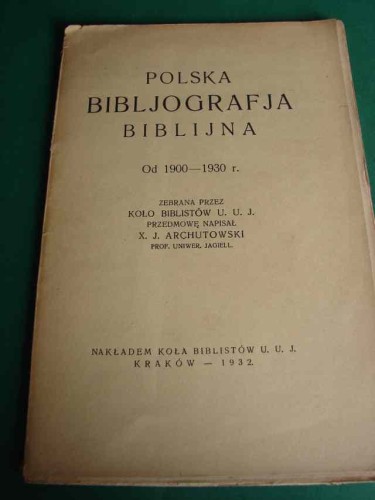 POLSKA
BIBLJOGRAFJA
BIBLIJNA
Od 1900—1930 r.
ZEBRANA PRZEZ
KOŁO BIBLISTÓW U. U. J.
PRZEDMOWĘ NAPISAŁ
X. J. ARCHUTOWSKI
PROF. UNIWER. JAGIELL.
NAKŁADEM KOŁA BIBLISTÓW U. U. J.
KRAKÓW — 1932.